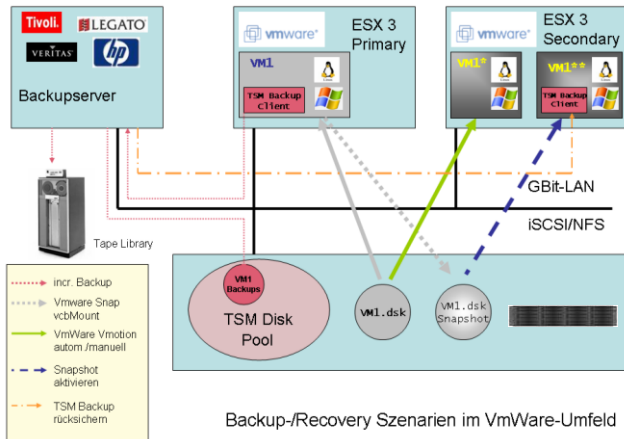 Tivoli.
LEGATO
VERITAS
hp
Backupserver
vmware
ESX 3
Primary
VM1
TSM Backup
Client
vmware
ESX 3
Secondary
VM1*
VM1**
TSM Backup
Client
GBit-LAN
iSCSI/NFS
Tape Library
incr. Backup
Vmware Snap
vcbMount
VmWare Vmotion
autom./manuell
Snapshot
aktivieren
TSM Backup
rücksichern
VM1
Backups
TSM Disk
Pool
VM1.dsk
VM1.dsk
Snapshot
Backup-/Recovery Szenarien im VmWare-Umfeld